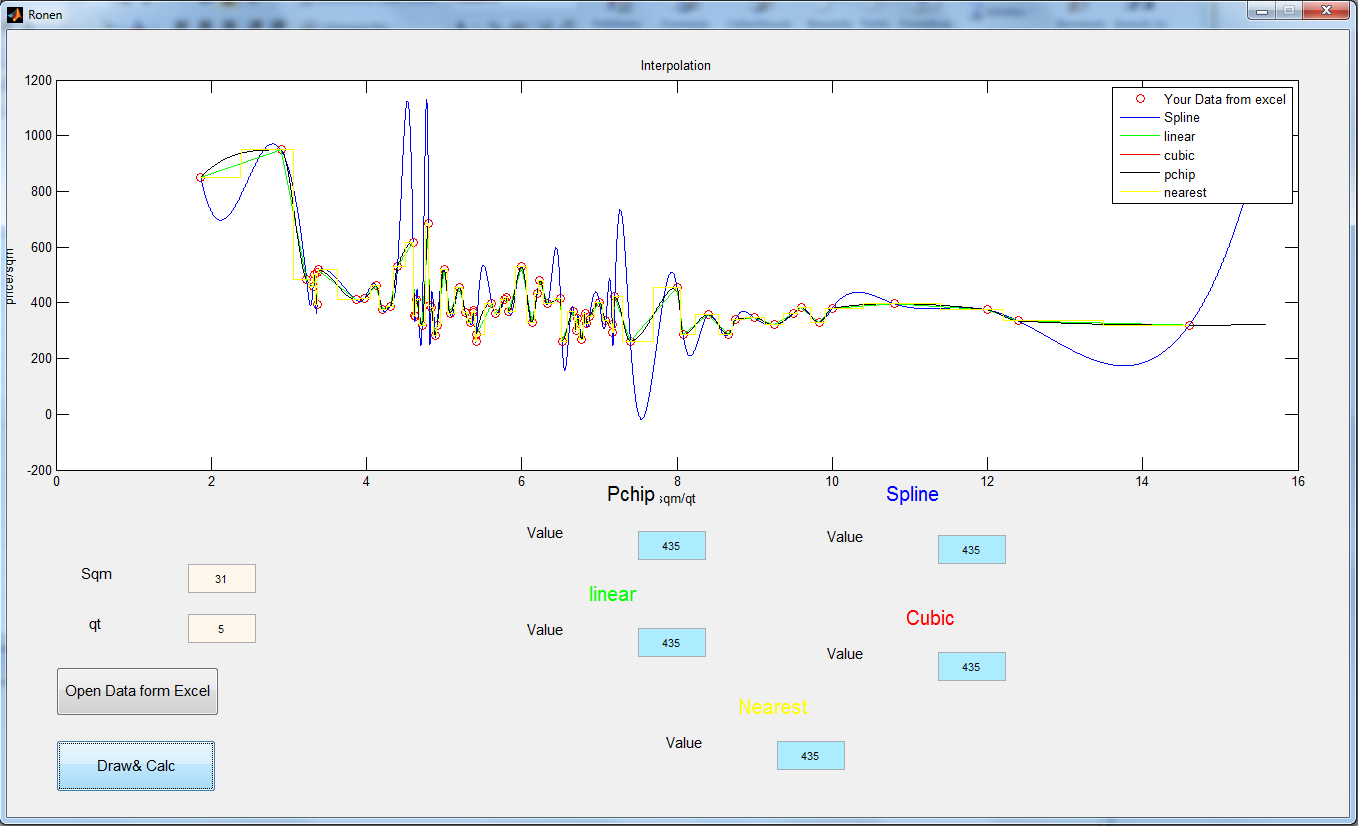 Ronen
Interpolation
1200
1000
800
600
400
200
0
-200
price/sqm
Your Data from excel
Spline
linear
cubic
pchip
nearest
0 2 4 6 8 10 12 14 16
Pchip sqm/qt Spline
Value 435 Value 435
Sqm 31
linear
Cubic
qt 5
Value 435
Value 435
Open Data form Excel
Nearest
Value 435
Draw& Calc